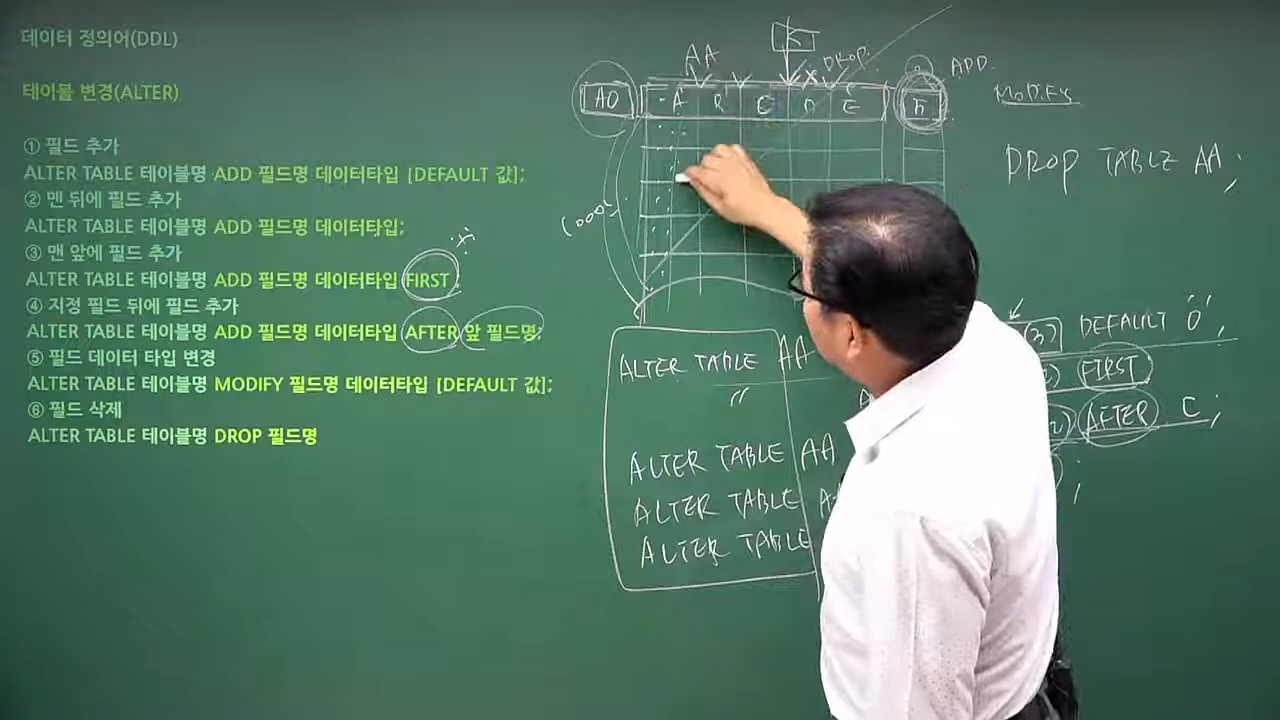 데이터 정의어(DDL)
테이블 변경(ALTER)
① 필드 추가
ALTER TABLE 테이블명 ADD 필드명 데이터타입 [DEFAULT 값];
② 맨 뒤에 필드 추가
ALTER TABLE 테이블명 ADD 필드명 데이터타입;
③ 맨 앞에 필드 추가
ALTER TABLE 테이블명 ADD 필드명 데이터타입 FIRST ;
④ 지정 필드 뒤에 필드 추가
ALTER TABLE 테이블명 ADD 필드명 데이터타입 AFTER 앞 필드명;
⑤ 필드 데이터 타입 변경
ALTER TABLE 테이블명 MODIFY 필드명 데이터타입 [DEFAULT 값];
⑥ 필드 삭제
ALTER TABLE 테이블명 DROP 필드명
AA
DROP.
ADD.
A0 A B C D E
MODIFY
DROP TABLE AA ;
ALTER TABLE AA (3) DEFAULT '0' ;
〃 FIRST
AFTER C ;
ALTER TABLE AA ;
ALTER TABLE
ALTER TABLE